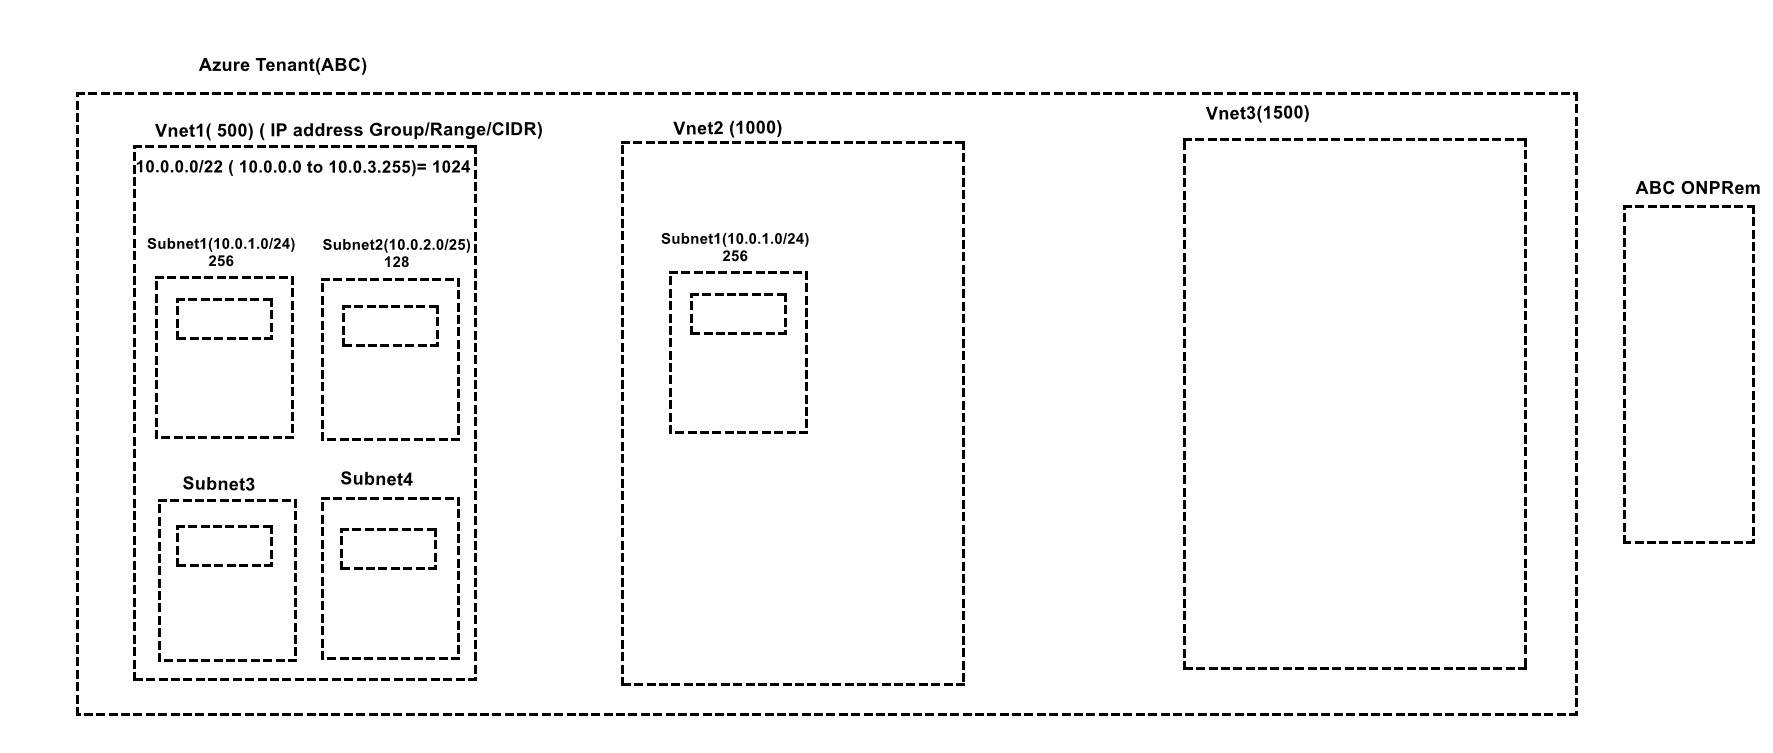 Azure Tenant(ABC)
Vnet1( 500) ( IP address Group/Range/CIDR)
10.0.0.0/22 ( 10.0.0.0 to 10.0.3.255)= 1024
Subnet1(10.0.1.0/24)
256
Subnet2(10.0.2.0/25)
128
Subnet3
Subnet4
Vnet2 (1000)
Subnet1(10.0.1.0/24)
256
Vnet3(1500)
ABC ONPRem